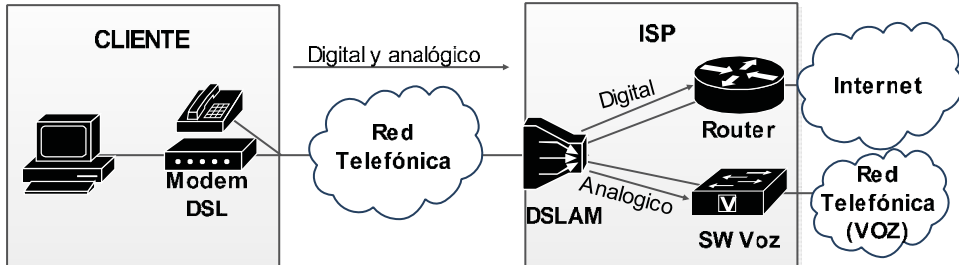 CLIENTE
Digital y analógico
ISP
Modem
DSL
Red
Telefónica
DSLAM
Digital
Router
Internet
Analogico
V
SW Voz
Red
Telefónica
(VOZ)